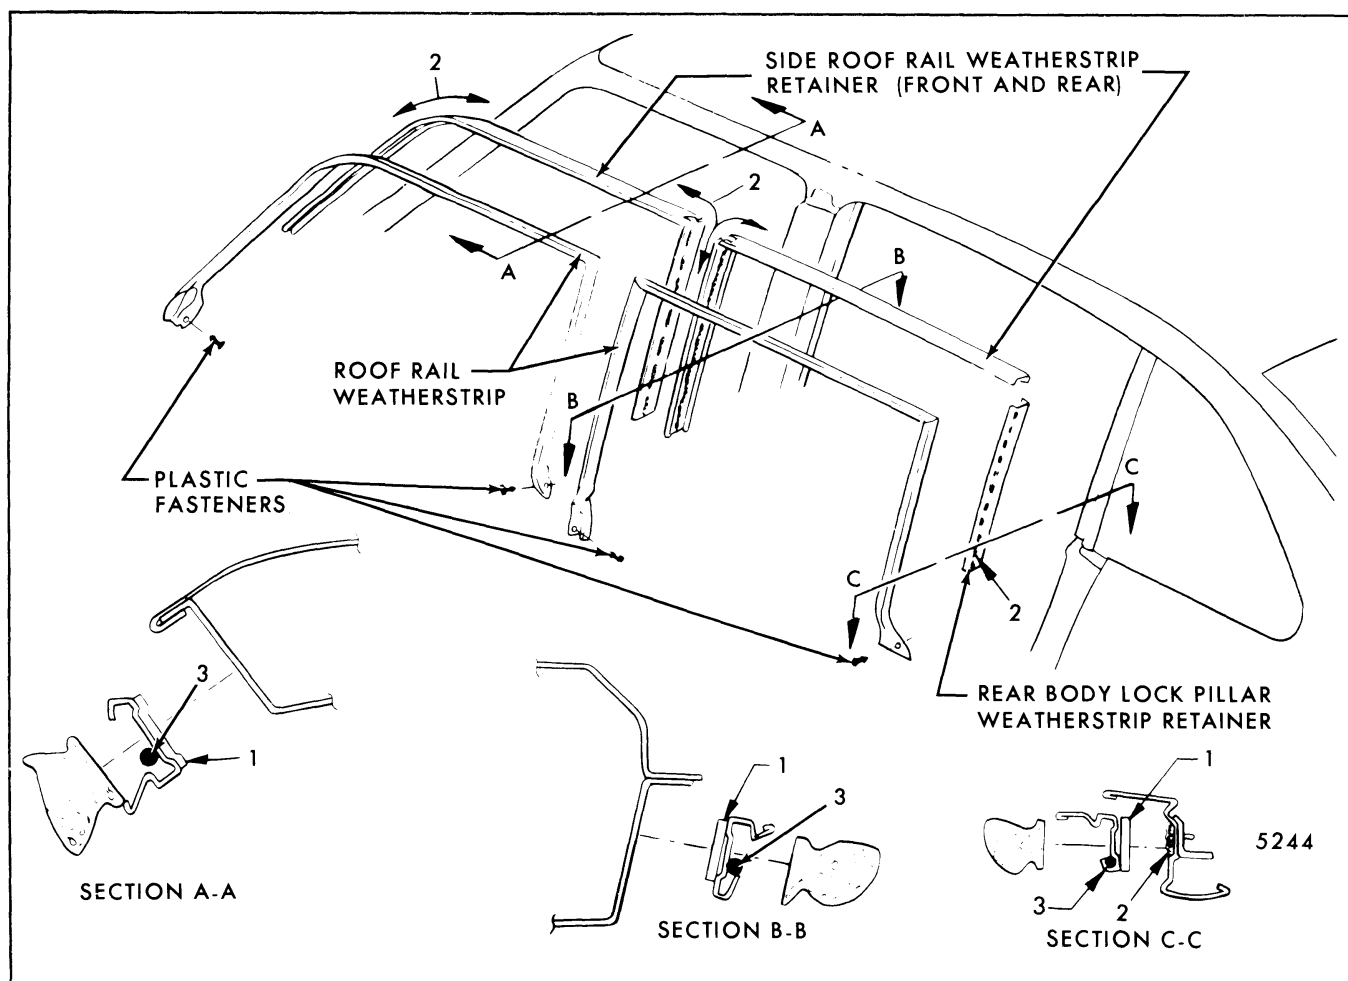 2
SIDE ROOF RAIL WEATHERSTRIP
RETAINER (FRONT AND REAR)
A
2
A
B
ROOF RAIL
WEATHERSTRIP
B
PLASTIC
FASTENERS
C
C
2
REAR BODY LOCK PILLAR
WEATHERSTRIP RETAINER
3
1
SECTION A-A
1
3
SECTION B-B
1
5244
3
2
SECTION C-C